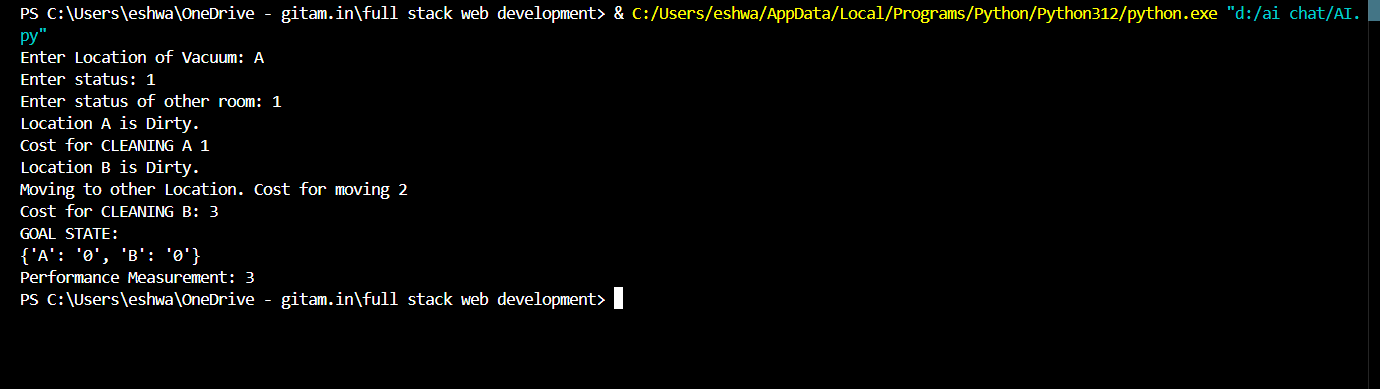 PS C:\Users\eshwa\OneDrive - gitam.in\full stack web development> & C:/Users/eshwa/AppData/Local/Programs/Python/Python312/python.exe "d:/ai chat/AI.
py"
Enter Location of Vacuum: A
Enter status: 1
Enter status of other room: 1
Location A is Dirty.
Cost for CLEANING A 1
Location B is Dirty.
Moving to other Location. Cost for moving 2
Cost for CLEANING B: 3
GOAL STATE:
{'A': '0', 'B': '0'}
Performance Measurement: 3
PS C:\Users\eshwa\OneDrive - gitam.in\full stack web development>